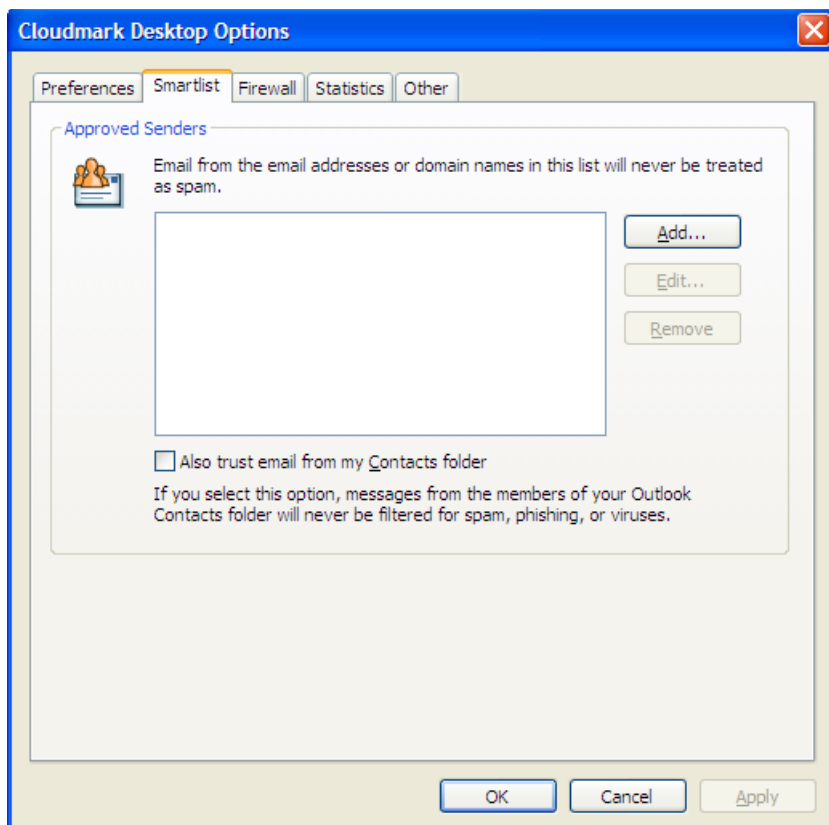 Cloudmark Desktop Options
Preferences Smartlist Firewall Statistics Other
Approved Senders
Email from the email addresses or domain names in this list will never be treated
as spam.
Add...
Edit...
Remove
Also trust email from my Contacts folder
If you select this option, messages from the members of your Outlook
Contacts folder will never be filtered for spam, phishing, or viruses.
OK Cancel Apply